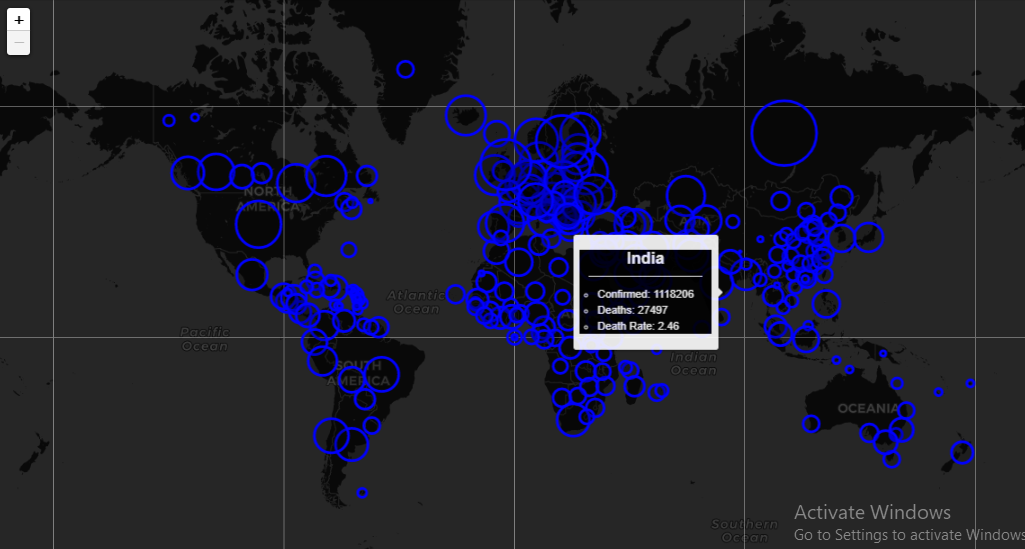 +
−
NORTH
AMERICA
ASIA
India
Confirmed: 1118206
Deaths: 27497
Death Rate: 2.46
Atlantic
Ocean
Pacific
Ocean
Indian
Ocean
SOUTH
AMERICA
OCEANIA
Activate Windows
Southern
Ocean
Go to Settings to activate Windows